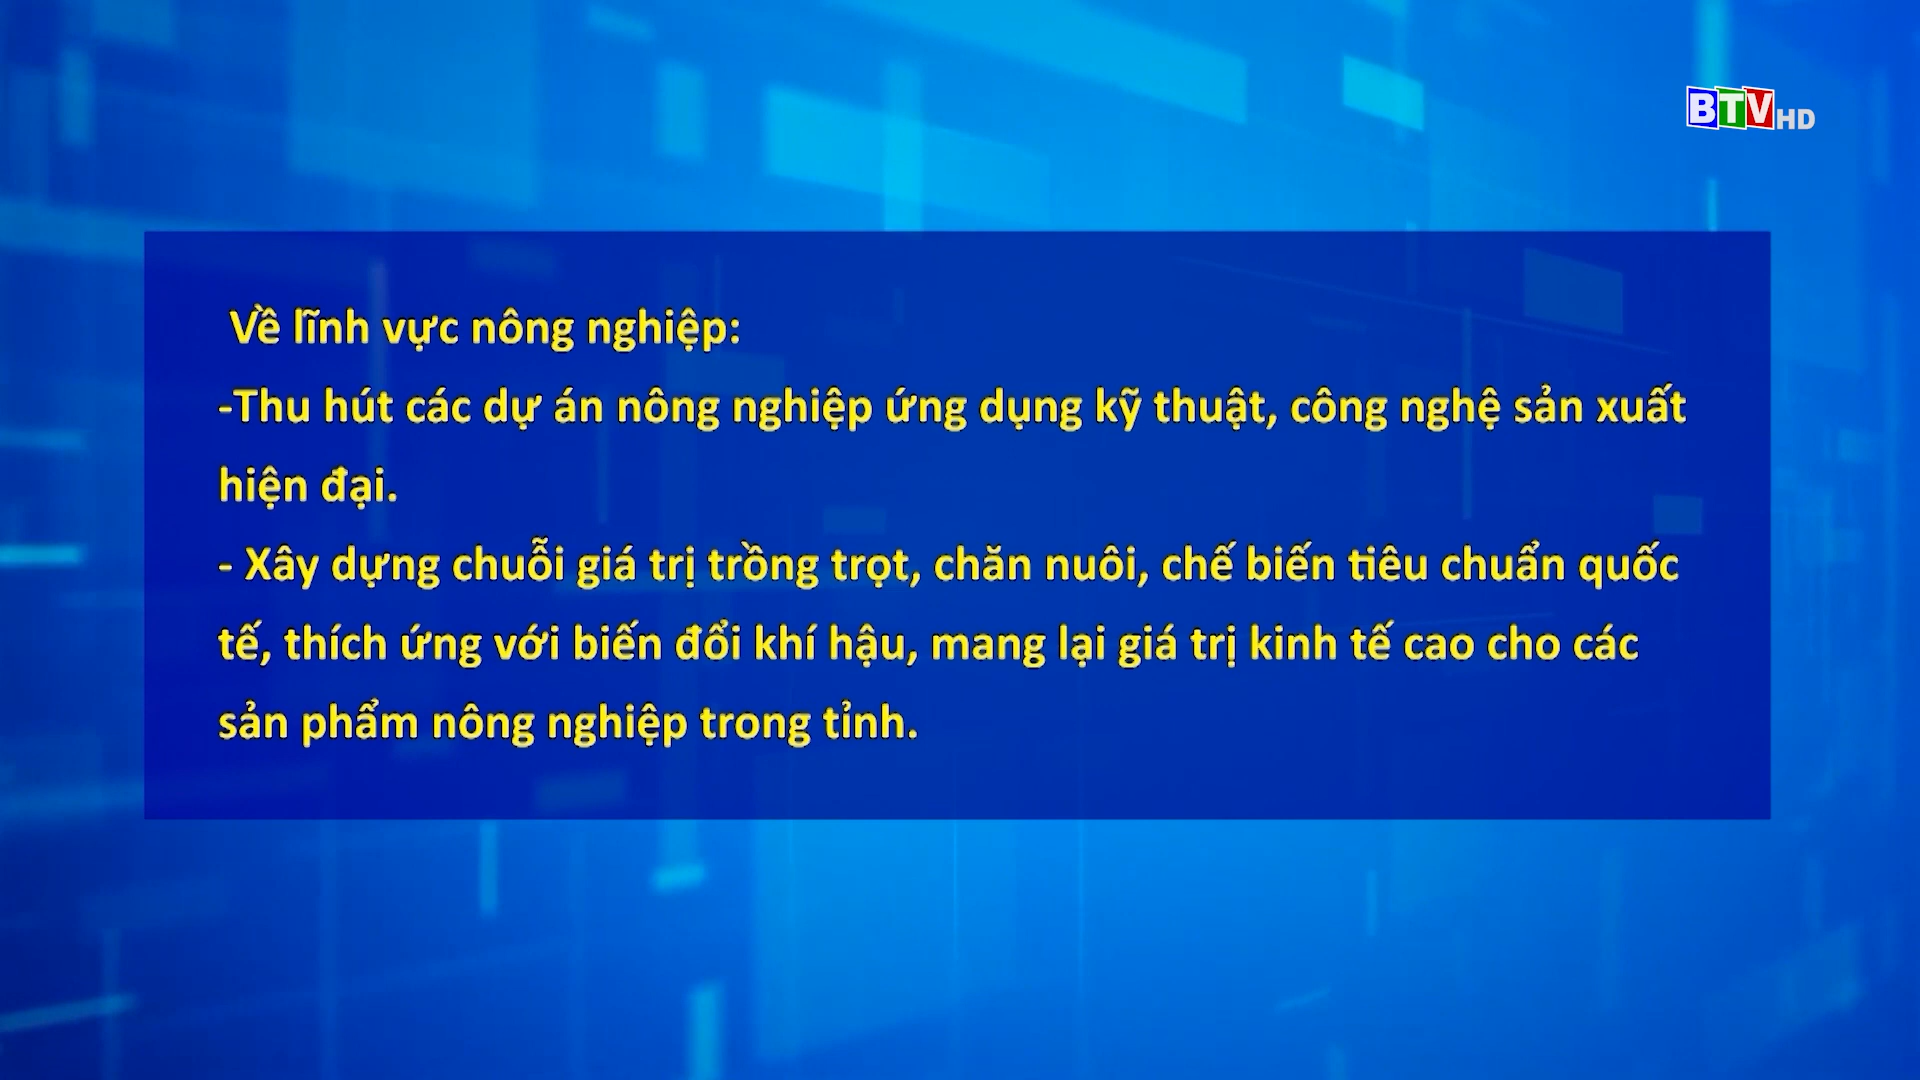 BTV HD
Về lĩnh vực nông nghiệp:
-Thu hút các dự án nông nghiệp ứng dụng kỹ thuật, công nghệ sản xuất
hiện đại.
- Xây dựng chuỗi giá trị trồng trọt, chăn nuôi, chế biến tiêu chuẩn quốc
tế, thích ứng với biến đổi khí hậu, mang lại giá trị kinh tế cao cho các
sản phẩm nông nghiệp trong tỉnh.